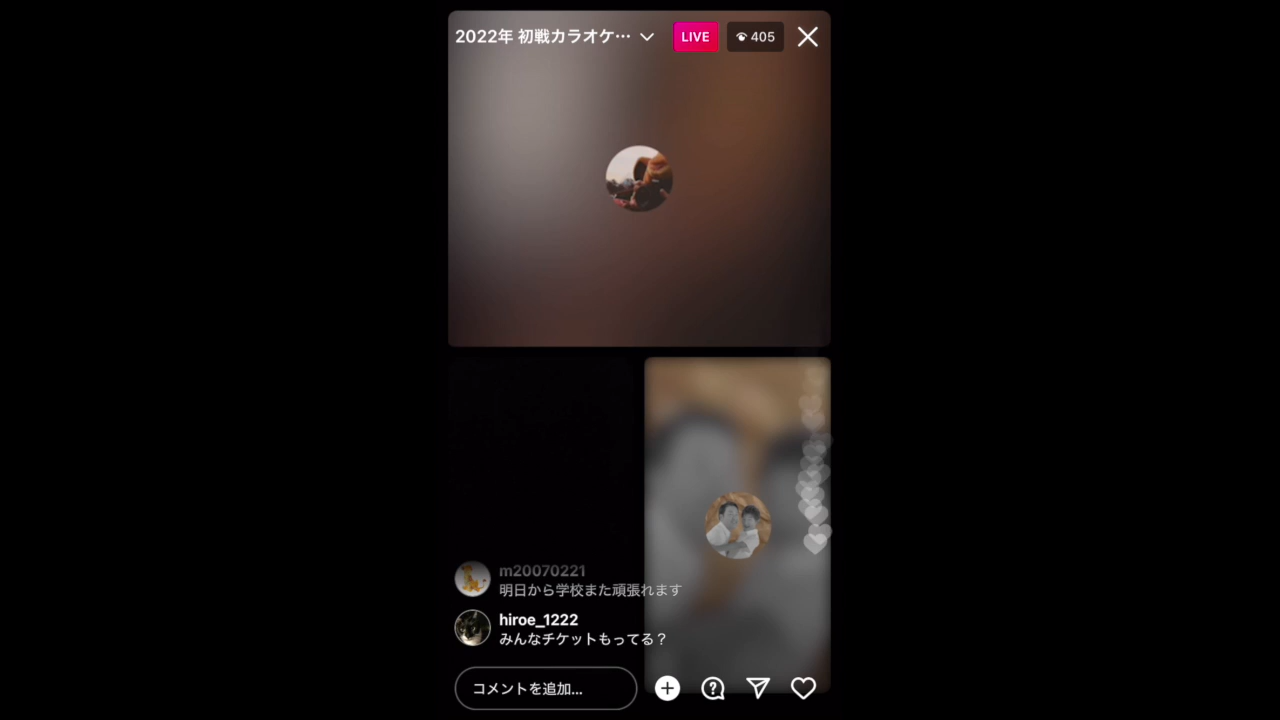 2022年 初戦カラオケ…
LIVE
405
m20070221
明日から学校また頑張れます
hiroe_1222
みんなチケットもってる？
コメントを追加...